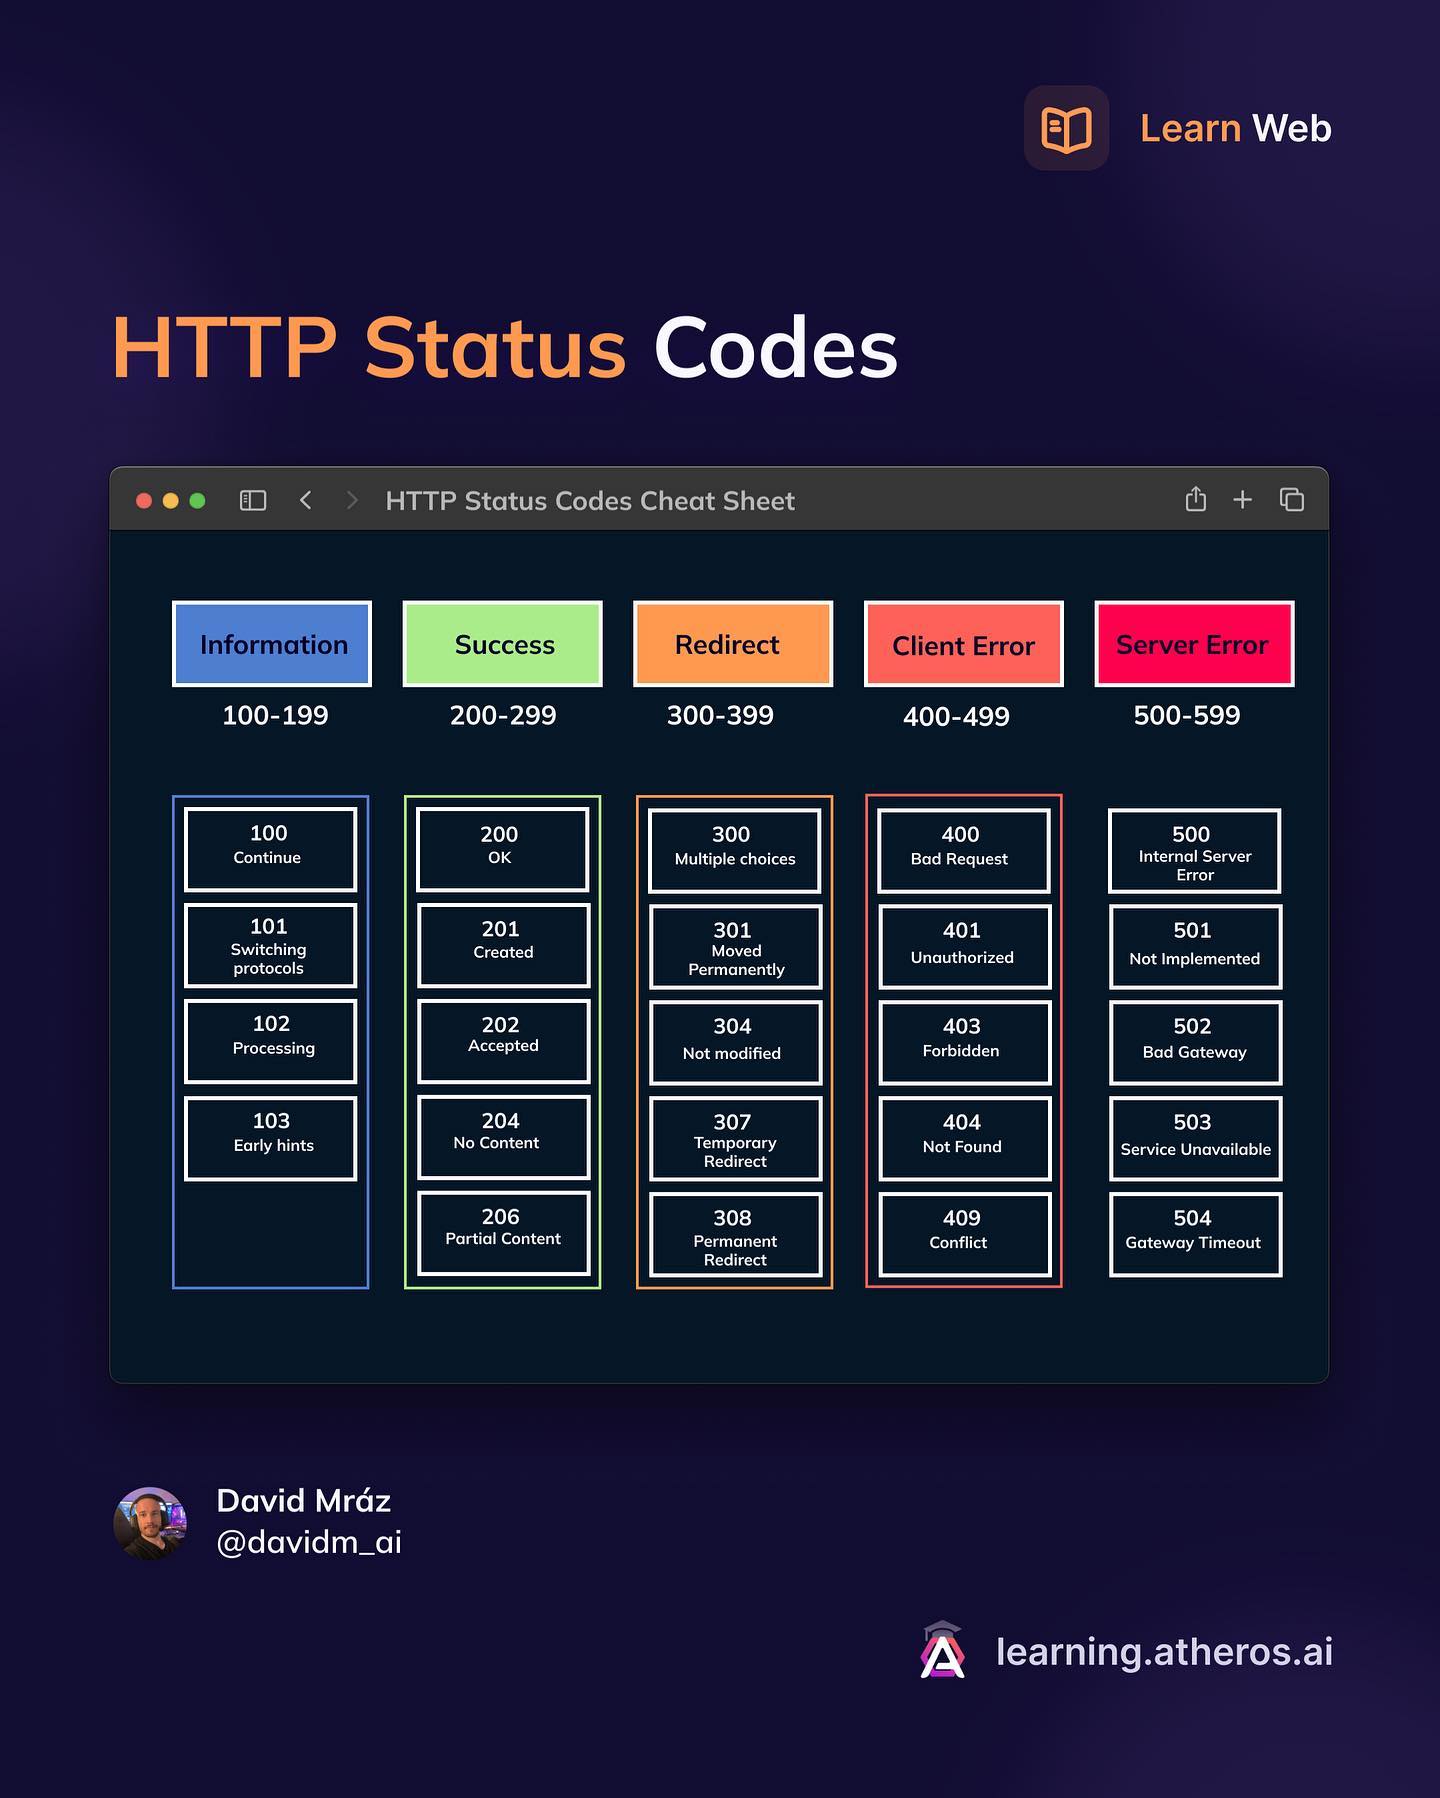 Learn Web
HTTP Status Codes
HTTP Status Codes Cheat Sheet
Information
100-199
100
Continue
101
Switching
protocols
102
Processing
103
Early hints
Success
200-299
200
OK
201
Created
202
Accepted
204
No Content
206
Partial Content
Redirect
300-399
300
Multiple choices
301
Moved
Permanently
304
Not modified
307
Temporary
Redirect
308
Permanent
Redirect
Client Error
400-499
400
Bad Request
401
Unauthorized
403
Forbidden
404
Not Found
409
Conflict
Server Error
500-599
500
Internal Server
Error
501
Not Implemented
502
Bad Gateway
503
Service Unavailable
504
Gateway Timeout
David Mráz
@davidm_ai
learning.atheros.ai